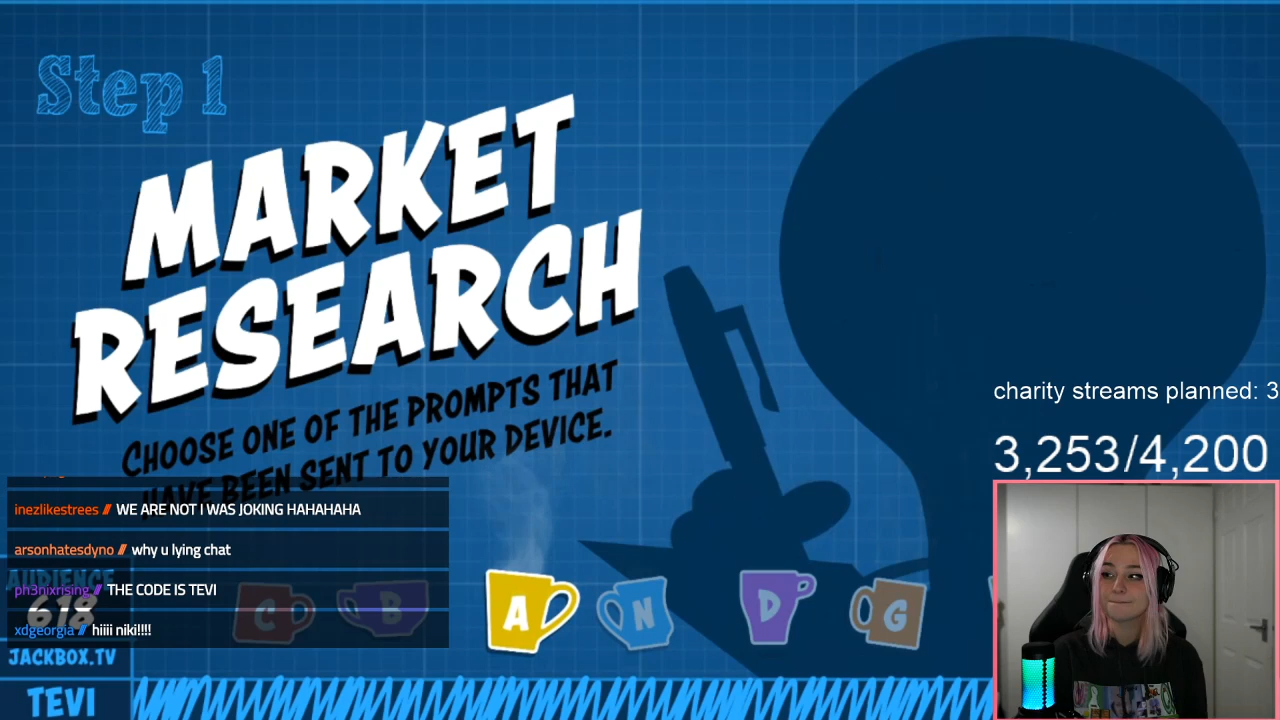 Step 1
MARKET
RESEARCH
CHOOSE ONE OF THE PROMPTS THAT
HAVE BEEN SENT TO YOUR DEVICE.
charity streams planned: 3
3,253/4,200
inezlikestrees // WE ARE NOT I WAS JOKING HAHAHAHA
arsonhatesdyno // why u lying chat
ph3nixrising // THE CODE IS TEVI
xdgeorgia // hiiii niki!!!!
AUDIENCE
618
JACKBOX.TV
TEVI
C B A N D G